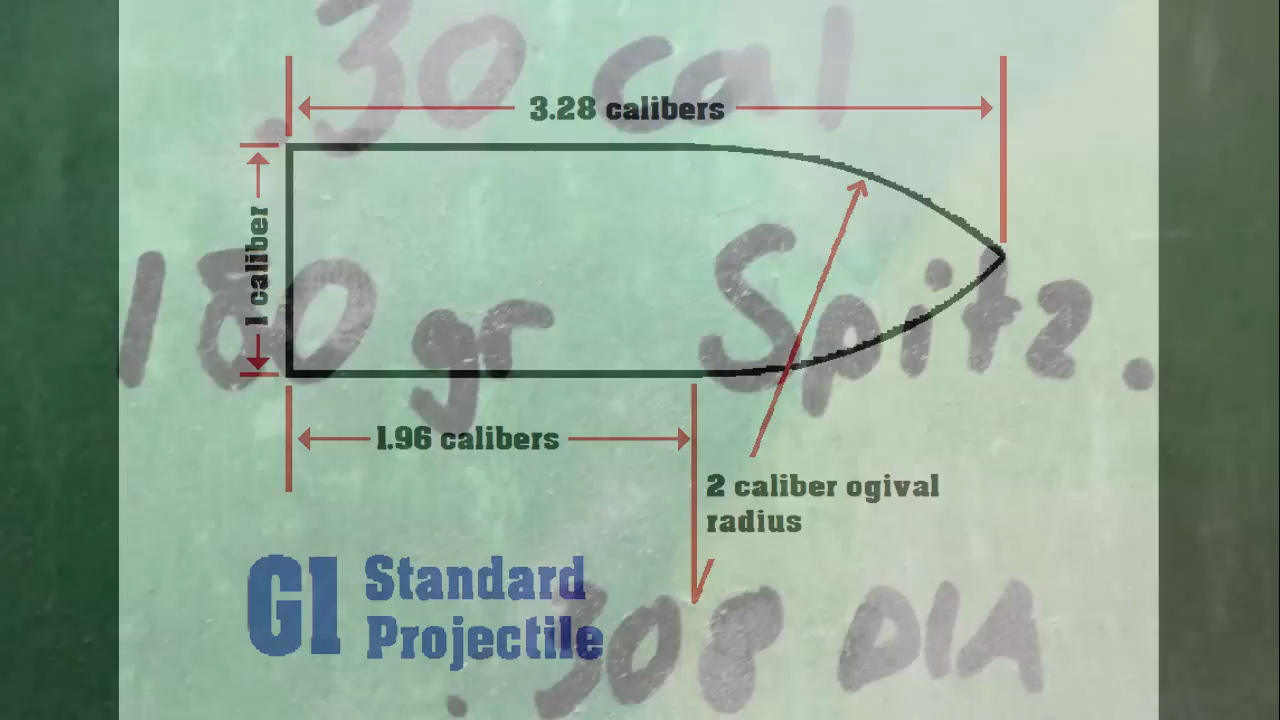 .30 cal
3.28 calibers
1 caliber
180 gr Spitz.
1.96 calibers
2 caliber ogival
radius
G1 Standard
Projectile
.308 DIA